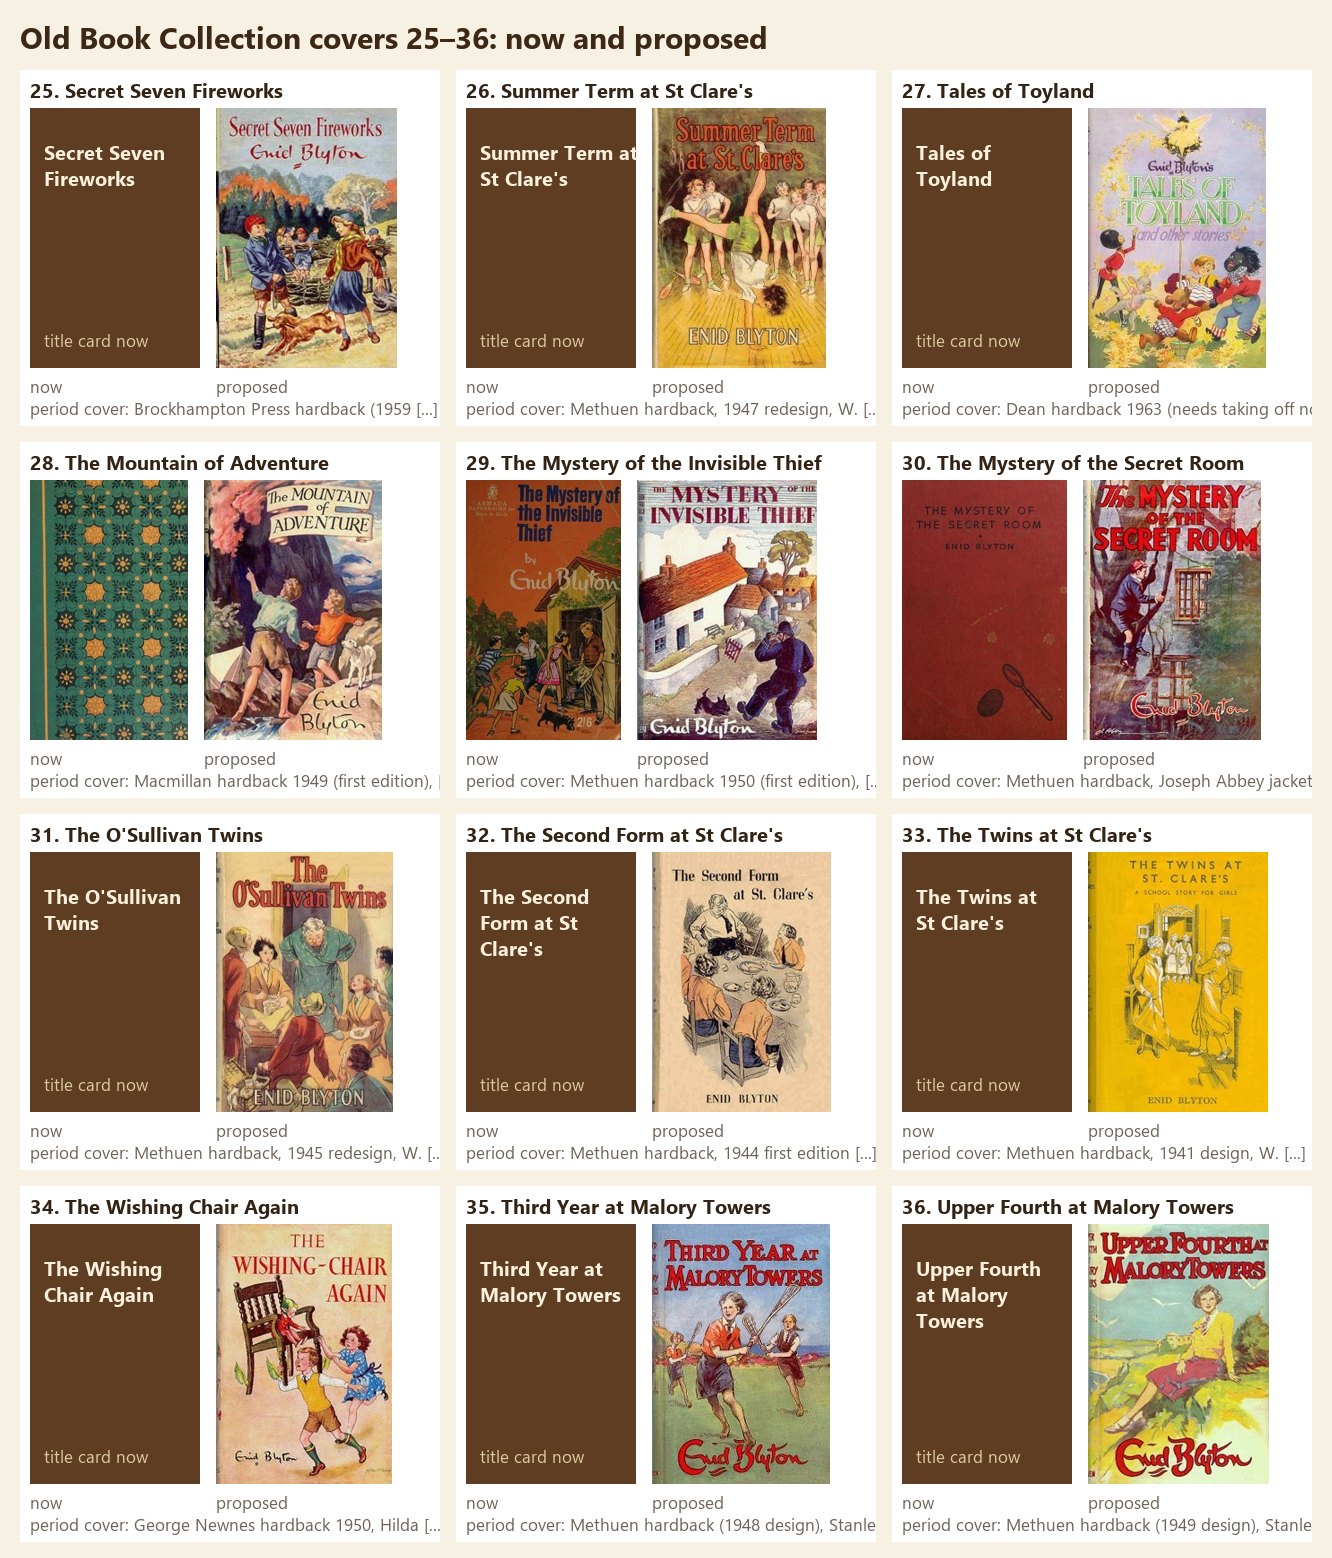 Old Book Collection covers 25–36: now and proposed
25. Secret Seven Fireworks
Secret Seven
Fireworks
title card now
Secret Seven Fireworks
Enid Blyton
now
proposed
period cover: Brockhampton Press hardback (1959 [...]
26. Summer Term at St Clare's
Summer Term at
St Clare's
title card now
Summer Term
at St. Clare's
ENID BLYTON
now
proposed
period cover: Methuen hardback, 1947 redesign, W. [..
27. Tales of Toyland
Tales of
Toyland
title card now
Enid Blyton's
TALES OF
TOYLAND
and other stories
now
proposed
period cover: Dean hardback 1963 (needs taking off
28. The Mountain of Adventure
The MOUNTAIN
of
ADVENTURE
Enid
Blyton
now
proposed
period cover: Macmillan hardback 1949 (first edition),
29. The Mystery of the Invisible Thief
ARMADA
PAPERBACKS
The Mystery of
the Invisible
Thief
by
Enid Blyton
2'6
THE MYSTERY OF THE
INVISIBLE THIEF
Enid Blyton
now
proposed
period cover: Methuen hardback 1950 (first edition), [..
30. The Mystery of the Secret Room
THE MYSTERY OF
THE SECRET ROOM
ENID BLYTON
The MYSTERY
OF THE
SECRET ROOM
Enid Blyton
now
proposed
period cover: Methuen hardback, Joseph Abbey jacket
31. The O'Sullivan Twins
The O'Sullivan
Twins
title card now
The
O'Sullivan Twins
ENID BLYTON
now
proposed
period cover: Methuen hardback, 1945 redesign, W. [..
32. The Second Form at St Clare's
The Second
Form at St
Clare's
title card now
The Second Form
at St. Clare's
ENID BLYTON
now
proposed
period cover: Methuen hardback, 1944 first edition [...]
33. The Twins at St Clare's
The Twins at
St Clare's
title card now
THE TWINS AT
ST. CLARE'S
A SCHOOL STORY FOR GIRLS
ENID BLYTON
now
proposed
period cover: Methuen hardback, 1941 design, W. [...]
34. The Wishing Chair Again
The Wishing
Chair Again
title card now
THE
WISHING-CHAIR
AGAIN
Enid Blyton
now
proposed
period cover: George Newnes hardback 1950, Hilda [...
35. Third Year at Malory Towers
Third Year at
Malory Towers
title card now
THIRD YEAR AT
MALORY TOWERS
Enid Blyton
now
proposed
period cover: Methuen hardback (1948 design), Stanle
36. Upper Fourth at Malory Towers
Upper Fourth
at Malory
Towers
title card now
UPPER FOURTH AT
MALORY TOWERS
Enid Blyton
now
proposed
period cover: Methuen hardback (1949 design), Stanle